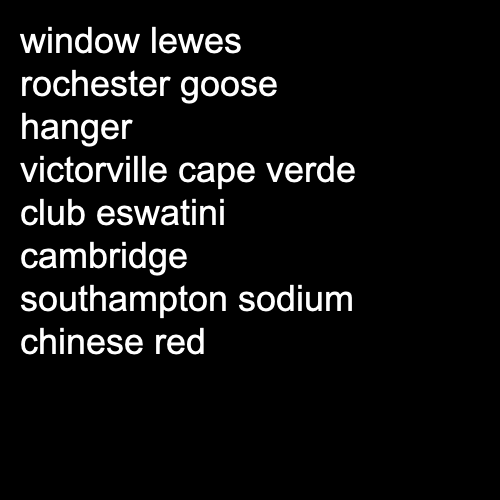 window lewes
rochester goose
hanger
victorville cape verde
club eswatini
cambridge
southampton sodium
chinese red